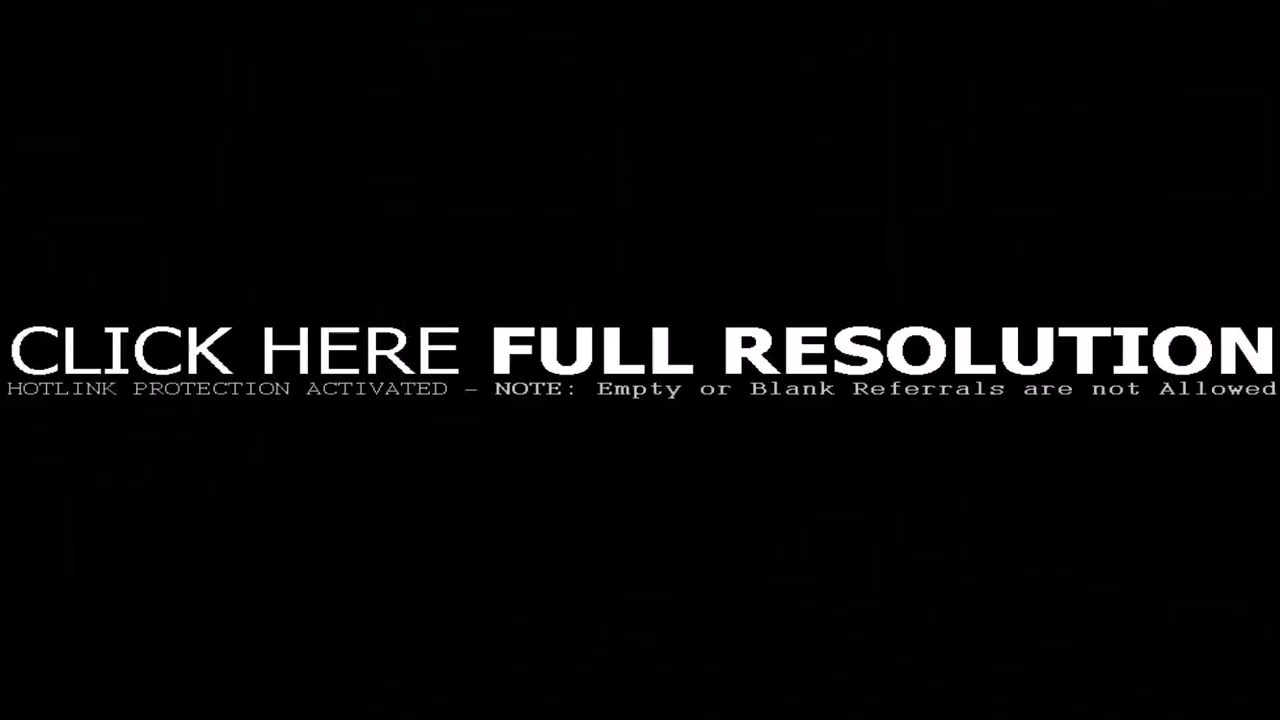 CLICK HERE FULL RESOLUTION
HOTLINK PROTECTION ACTIVATED - NOTE: Empty or Blank Referrals are not Allowed